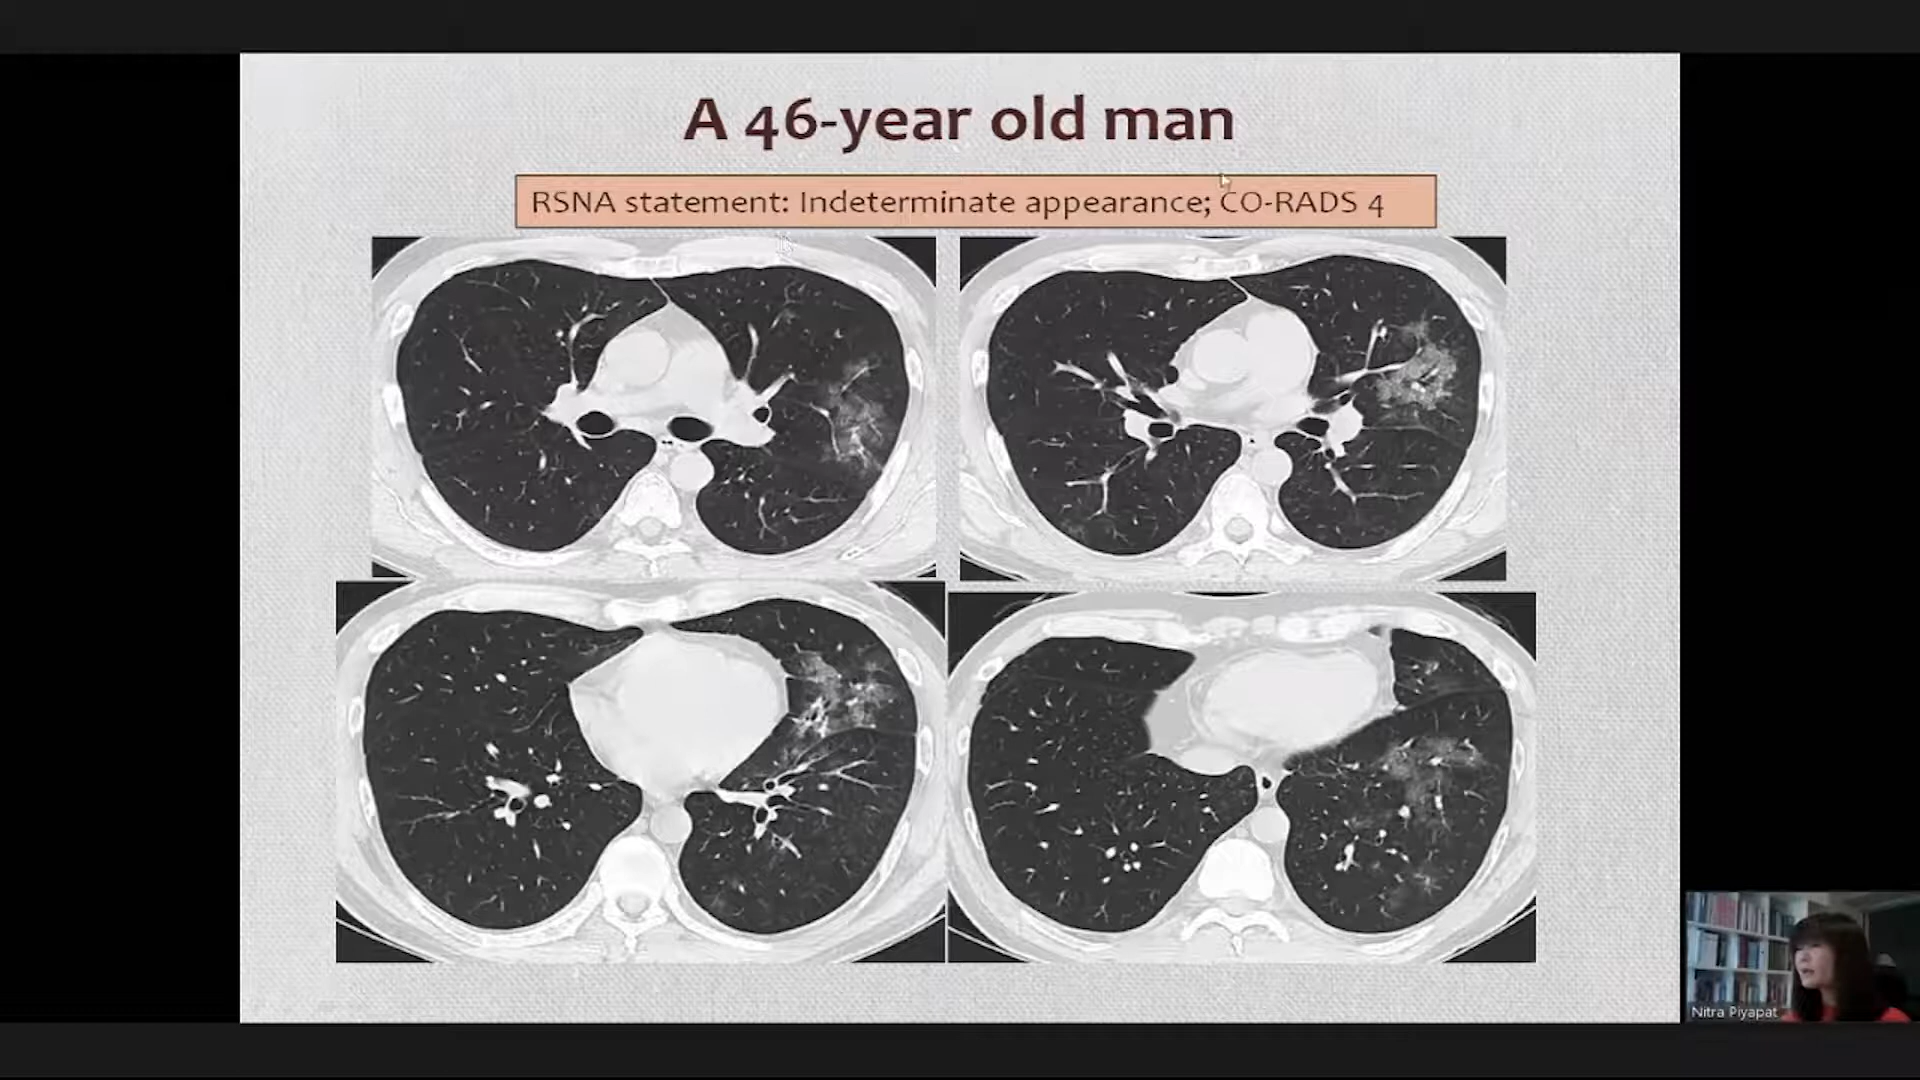 A 46-year old man
RSNA statement: Indeterminate appearance; CO-RADS 4
Nitra Piyapat